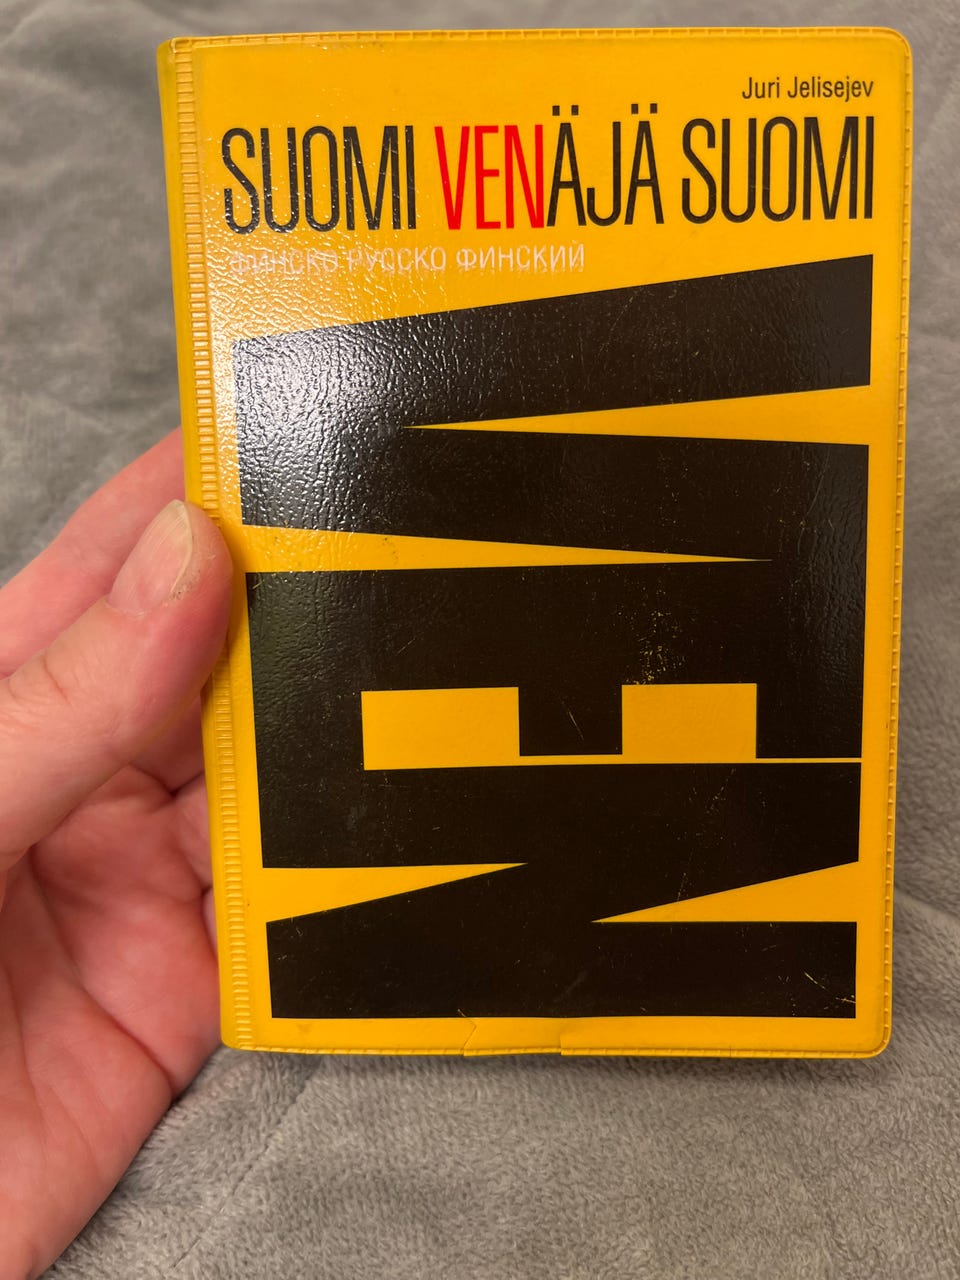 Juri Jelisejev
SUOMI VENÄJÄ SUOMI
ФИНСКО РУССКО ФИНСКИЙ
VEN